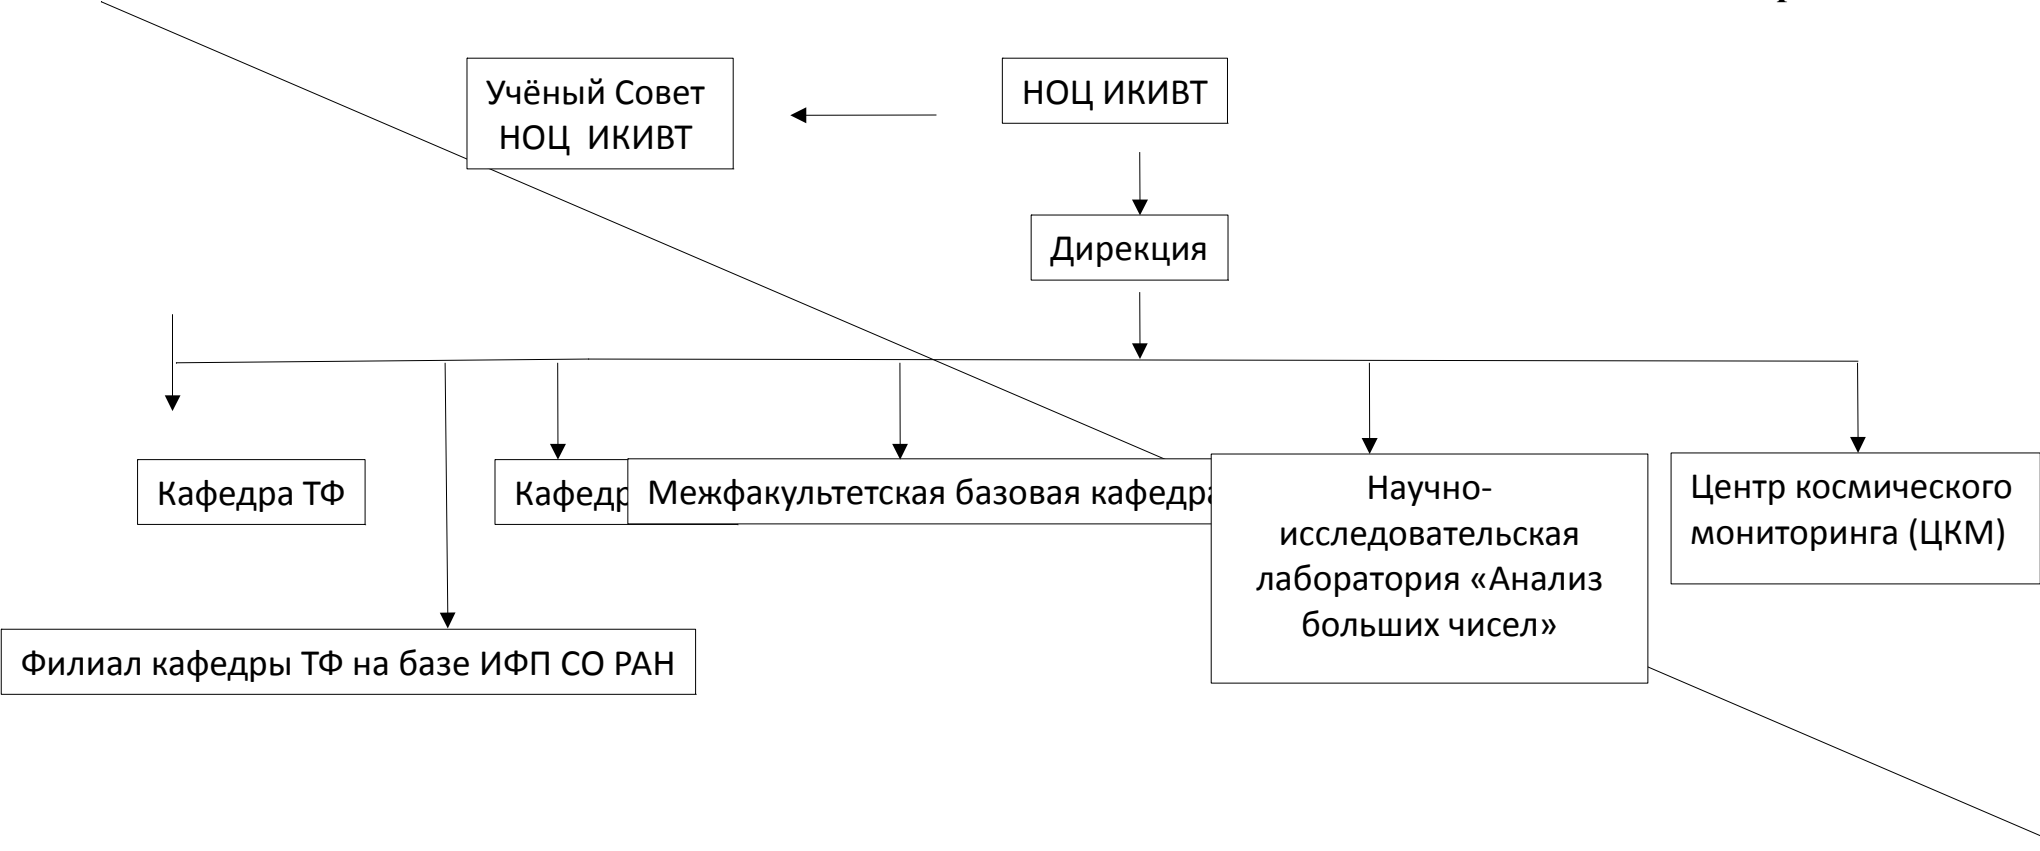 Учёный Совет
НОЦ ИКИВТ
НОЦ ИКИВТ
Дирекция
Кафедра ТФ
Межфакультетская базовая кафедра
Научно-
исследовательская
лаборатория «Анализ
больших чисел»
Центр космического
мониторинга (ЦКМ)
Филиал кафедры ТФ на базе ИФП СО РАН